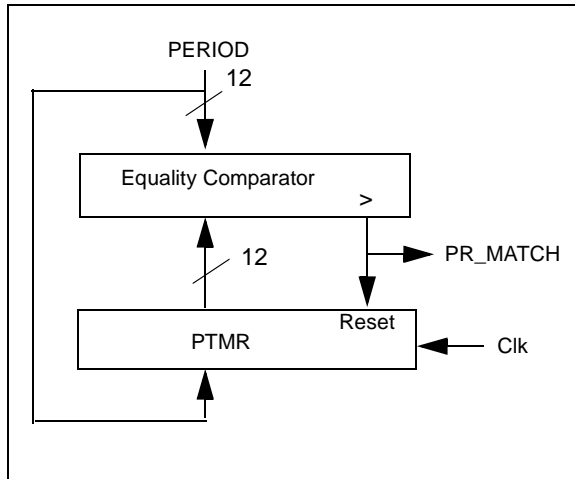 PERIOD
12
Equality Comparator
>
12
PR_MATCH
Reset
PTMR
Clk